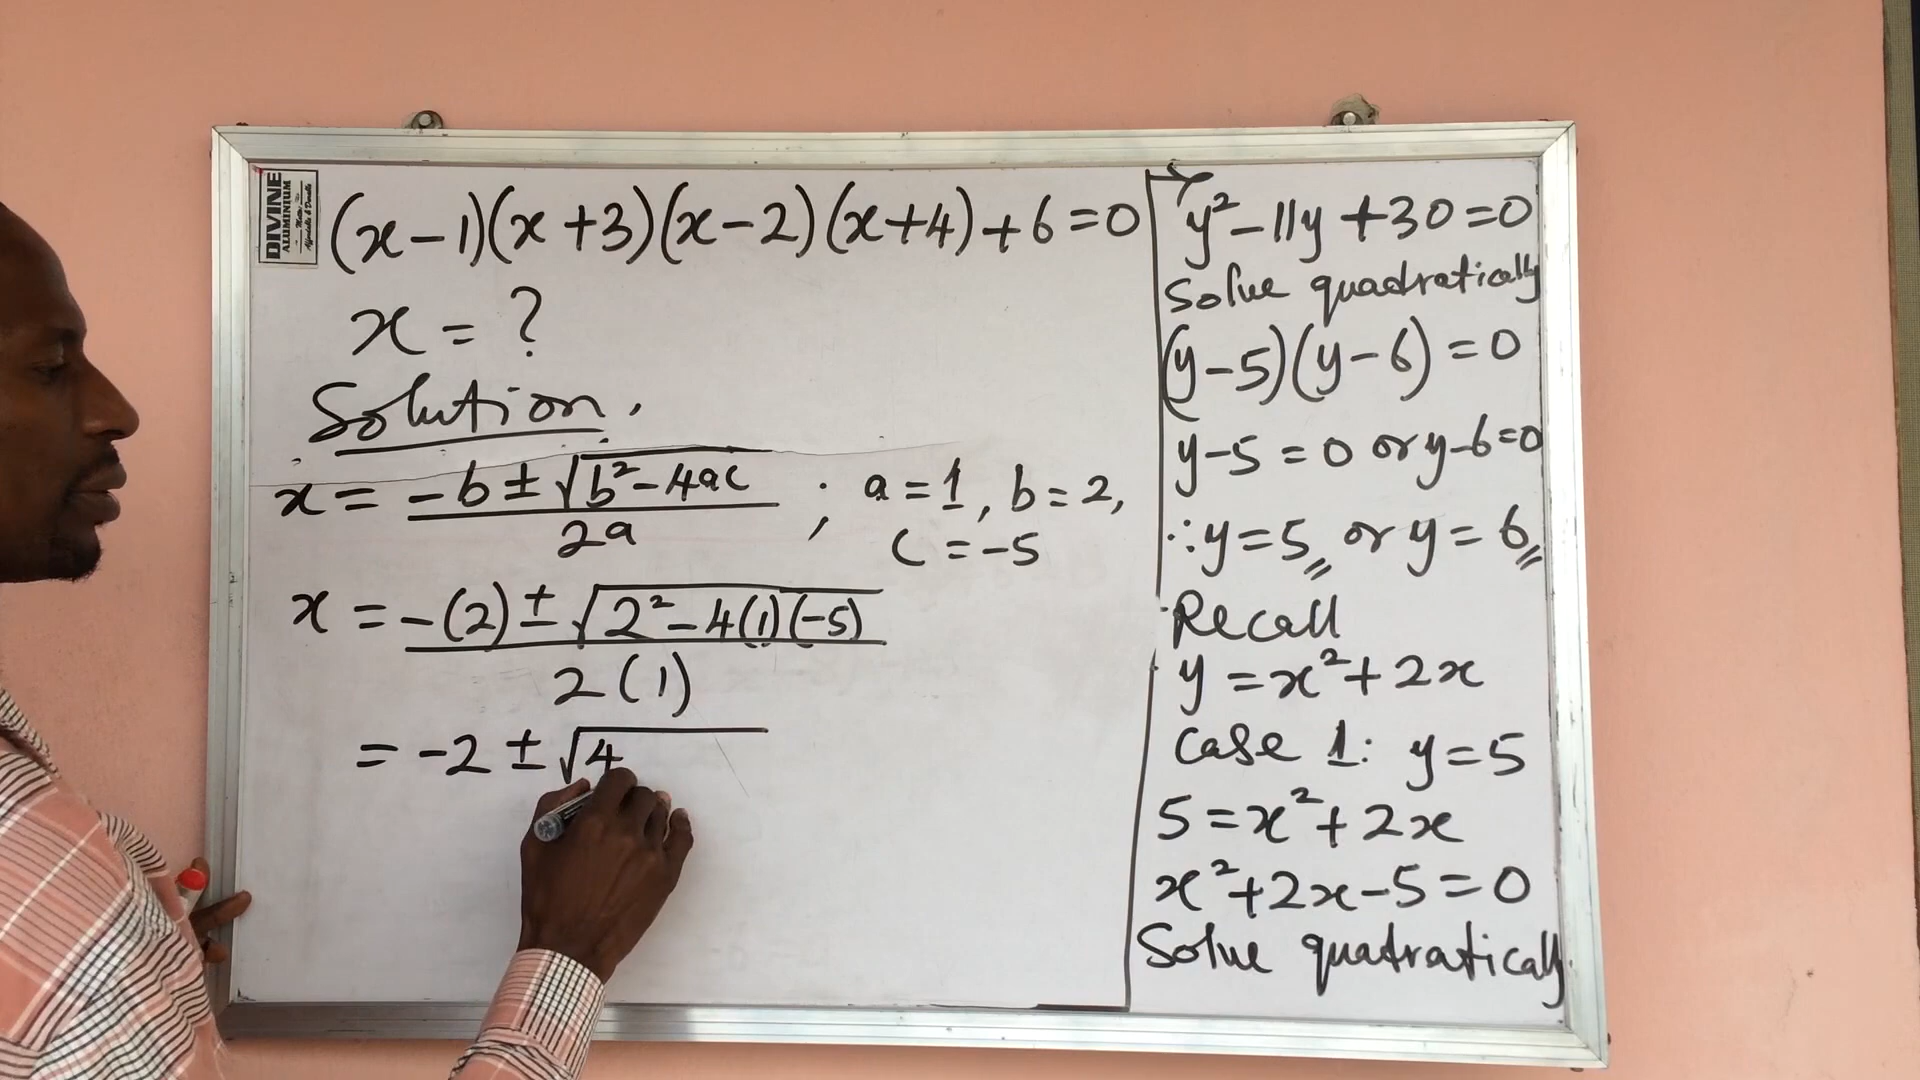 DIVINE
ALUMINIUM
(x-1)(x+3)(x-2)(x+4)+6=0
x=?
Solution.
x = -b±√b²-4ac / 2a ; a=1, b=2,
c=-5
x = -(2) ± √2²-4(1)(-5) / 2(1)
= -2 ± √4
y²-11y+30=0
Solve quadratically
(y-5)(y-6)=0
y-5=0 or y-6=0
∴y=5, or y=6
Recall
y=x²+2x
Case 1: y=5
5=x²+2x
x²+2x-5=0
Solve quadratically.